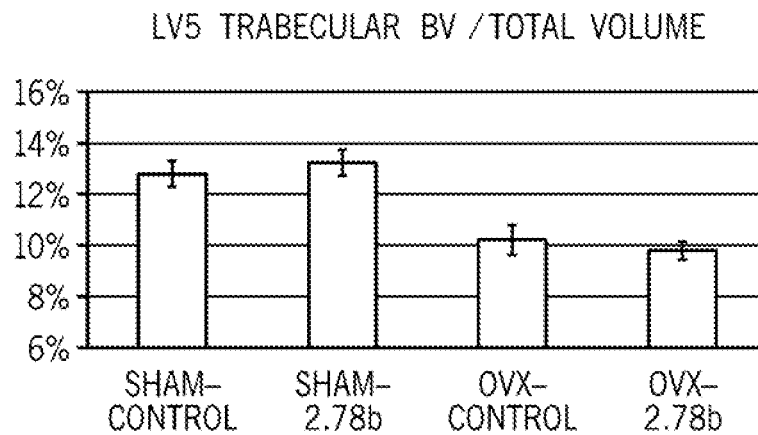 LV5 TRABECULAR BV / TOTAL VOLUME
16%
14%
12%
10%
8%
6%
SHAM–
CONTROL
SHAM–
2.78b
OVX–
CONTROL
OVX–
2.78b